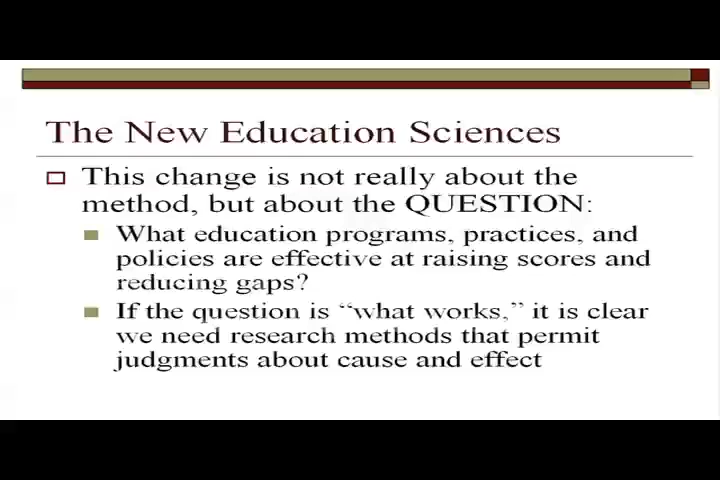 The New Education Sciences
This change is not really about the
method, but about the QUESTION:
What education programs, practices, and
policies are effective at raising scores and
reducing gaps?
If the question is “what works,” it is clear
we need research methods that permit
judgments about cause and effect